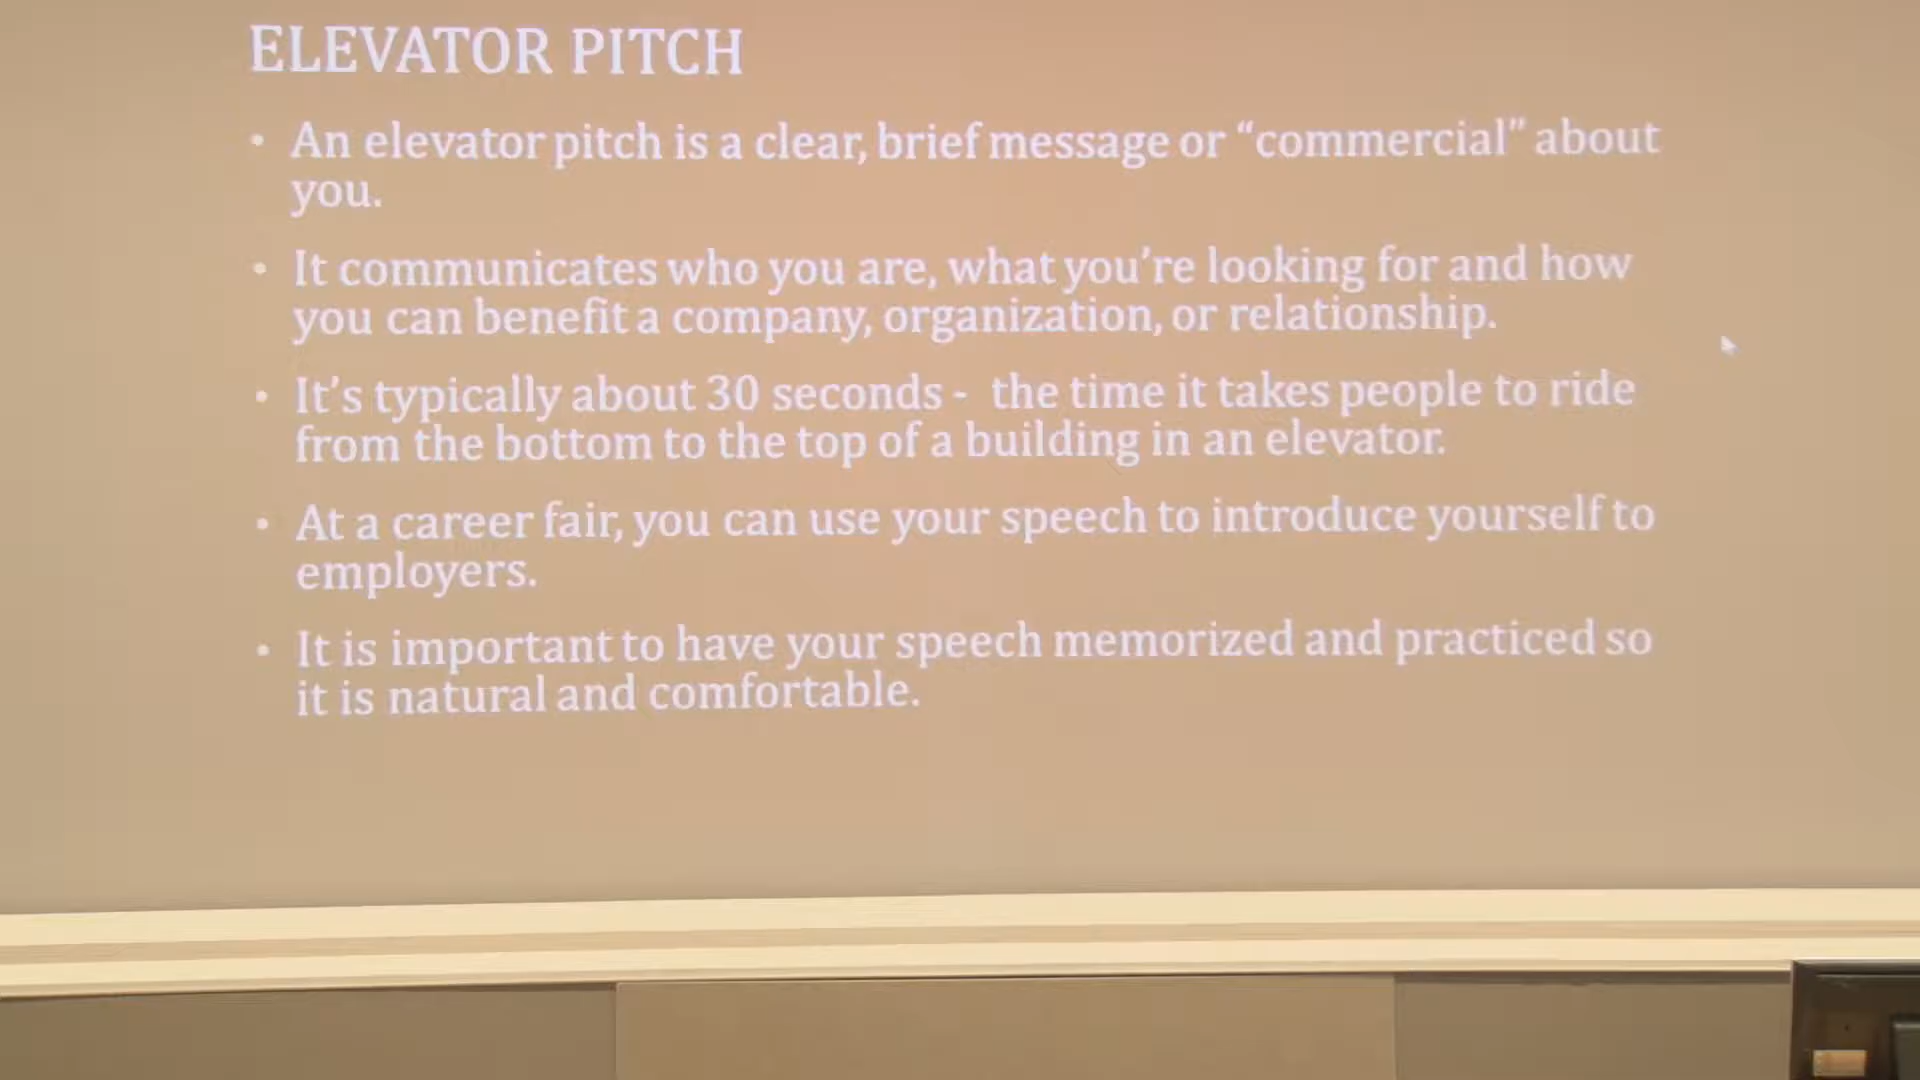 ELEVATOR PITCH
• An elevator pitch is a clear, brief message or “commercial” about
you.
• It communicates who you are, what you’re looking for and how
you can benefit a company, organization, or relationship.
• It’s typically about 30 seconds - the time it takes people to ride
from the bottom to the top of a building in an elevator.
• At a career fair, you can use your speech to introduce yourself to
employers.
• It is important to have your speech memorized and practiced so
it is natural and comfortable.